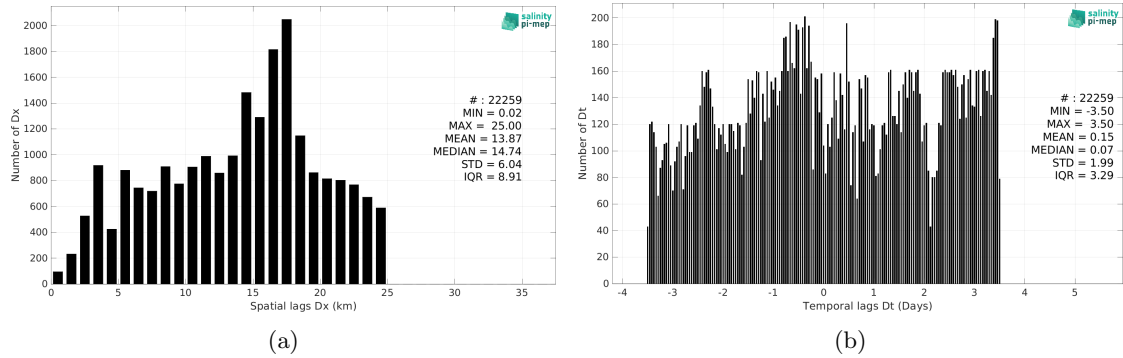 salinity
pi-mep
2000
1800
1600
1400
1200
1000
800
600
400
200
0
Number of Dx
# : 22259
MIN = 0.02
MAX = 25.00
MEAN = 13.87
MEDIAN = 14.74
STD = 6.04
IQR = 8.91
0 5 10 15 20 25 30 35
Spatial lags Dx (km)
(a)
salinity
pi-mep
200
180
160
140
120
100
80
60
40
20
0
Number of Dt
# : 22259
MIN = -3.50
MAX = 3.50
MEAN = 0.15
MEDIAN = 0.07
STD = 1.99
IQR = 3.29
-4 -3 -2 -1 0 1 2 3 4 5
Temporal lags Dt (Days)
(b)